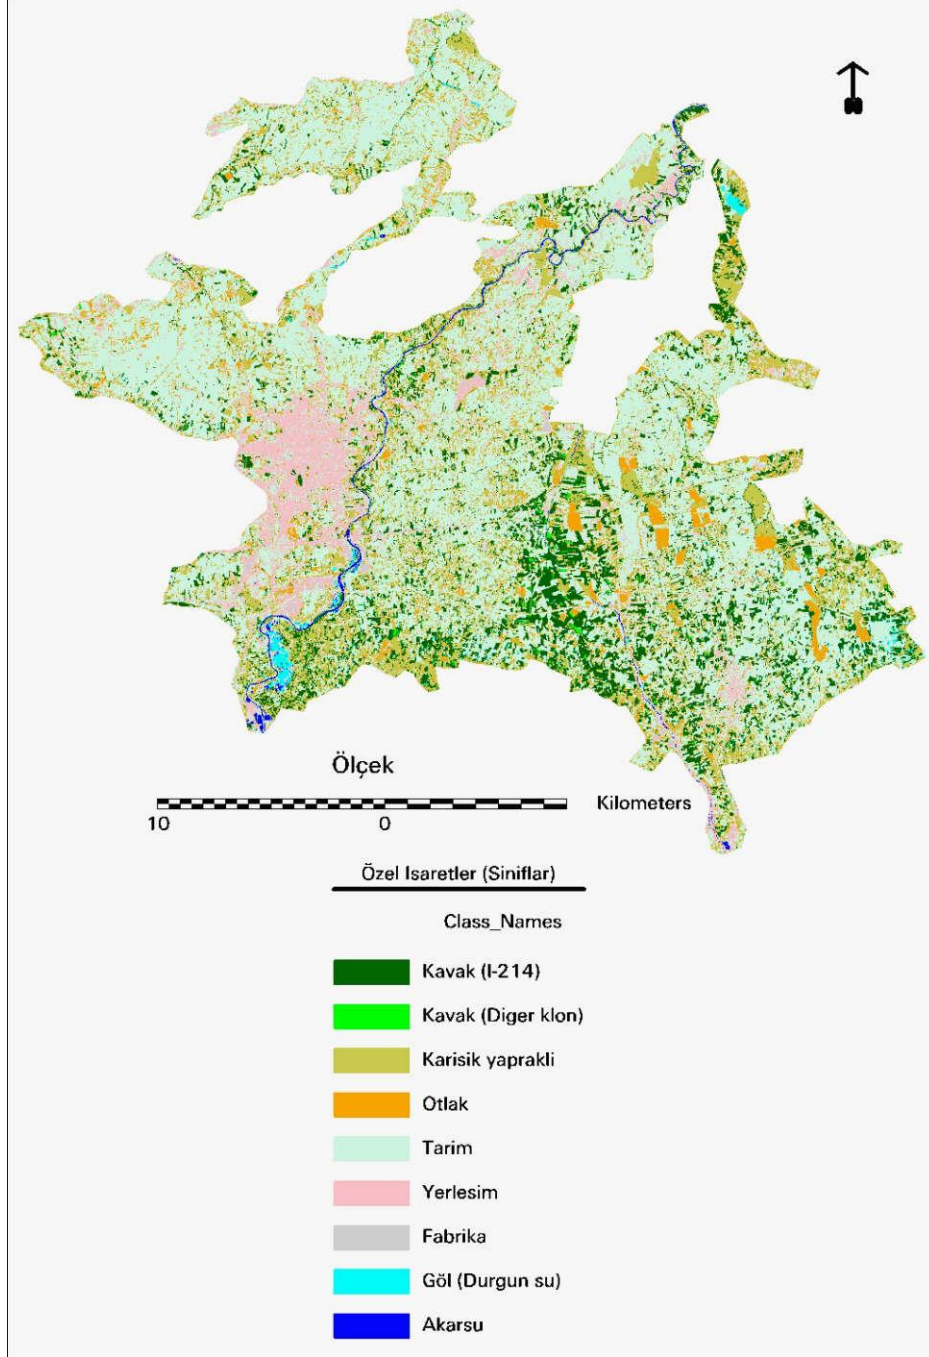 Ölçek
Kilometers
10 0
Özel Isaretler (Siniflar)
Class_Names
Kavak (I-214)
Kavak (Diger klon)
Karisik yaprakli
Otlak
Tarim
Yerlesim
Fabrika
Göl (Durgun su)
Akarsu